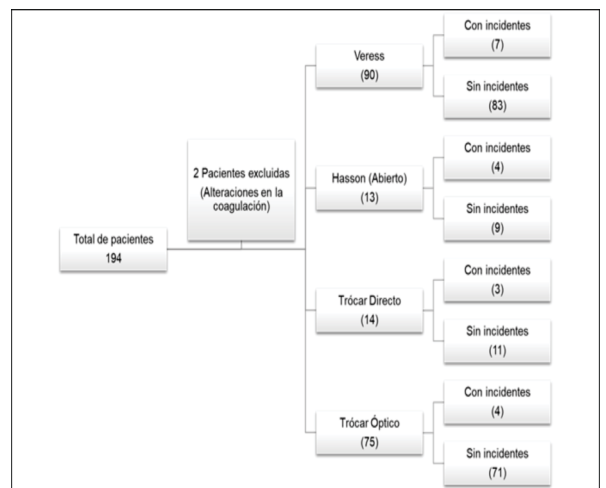 Total de pacientes
194
2 Pacientes excluidas
(Alteraciones en la
coagulación)
Veress
(90)
Con incidentes
(7)
Sin incidentes
(83)
Hasson (Abierto)
(13)
Con incidentes
(4)
Sin incidentes
(9)
Trócar Directo
(14)
Con incidentes
(3)
Sin incidentes
(11)
Trócar Óptico
(75)
Con incidentes
(4)
Sin incidentes
(71)